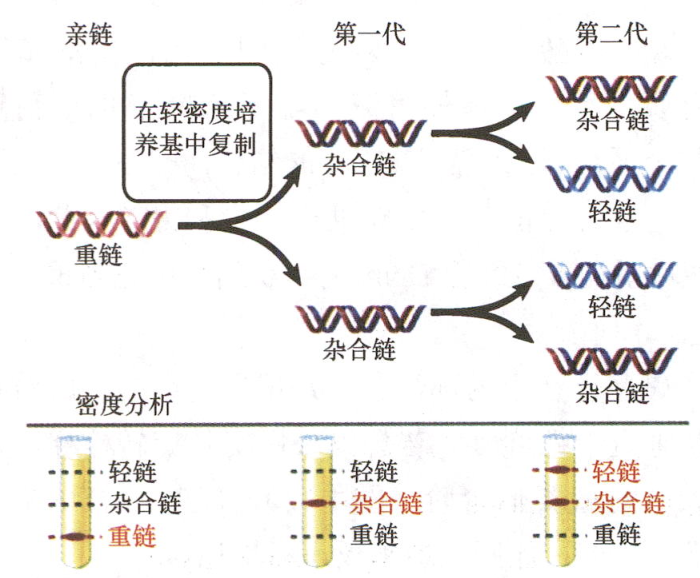 亲链
第一代
第二代
在轻密度培
养基中复制
杂合链
杂合链
轻链
重链
轻链
杂合链
杂合链
密度分析
轻链
杂合链
重链
轻链
杂合链
重链
轻链
杂合链
重链